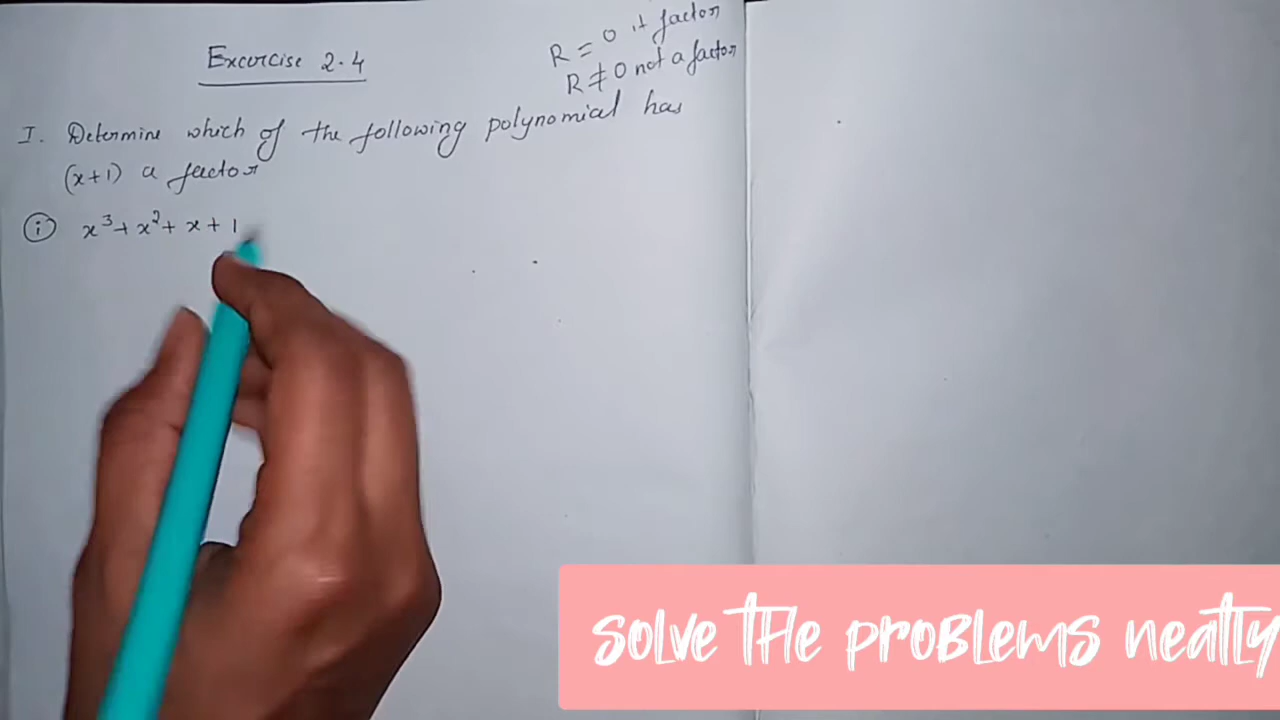 Excercise 2.4
R = 0 it factor
R ≠ 0 not a factor
I. Determine which of the following polynomial has
(x+1) a factor
(i) x³ + x² + x + 1
solve the problems neatly